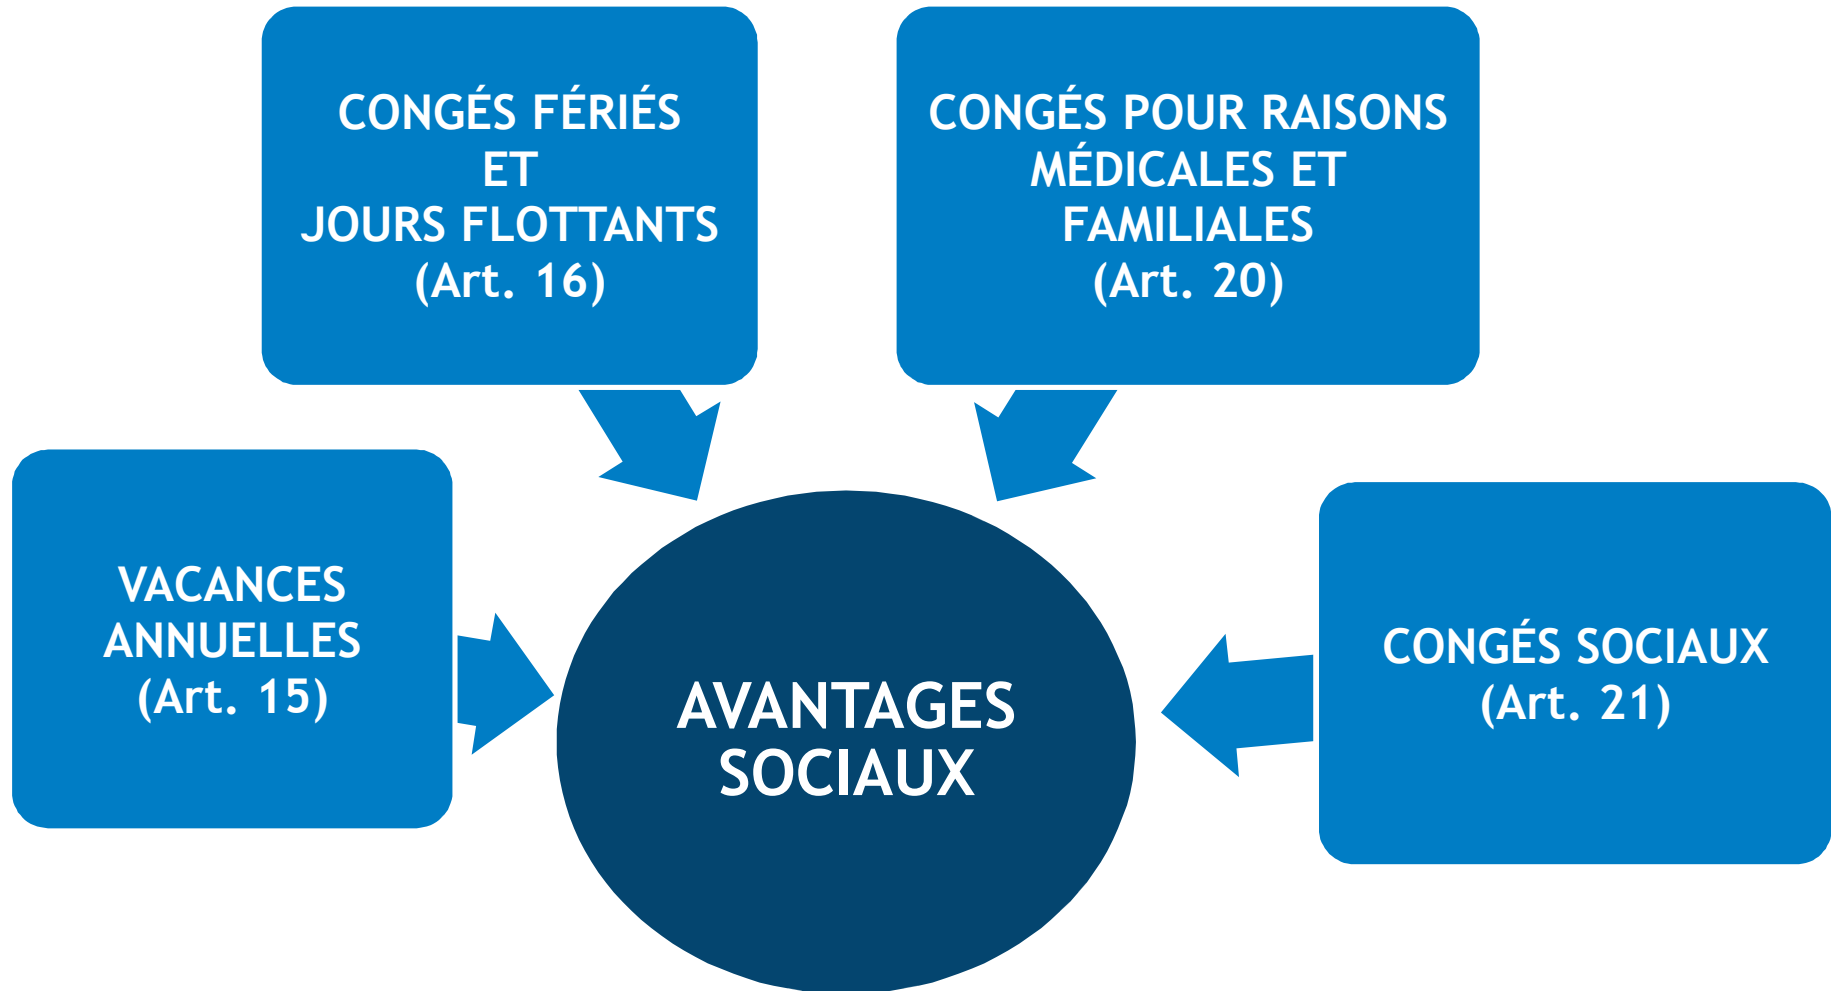 CONGÉS FÉRIÉS
ET
JOURS FLOTTANTS
(Art. 16)
CONGÉS POUR RAISONS
MÉDICALES ET
FAMILIALES
(Art. 20)
VACANCES
ANNUELLES
(Art. 15)
AVANTAGES
SOCIAUX
CONGÉS SOCIAUX
(Art. 21)